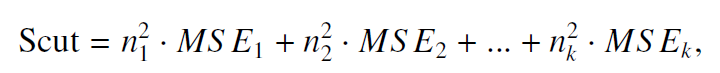 Scut = n₁² · MSE₁ + n₂² · MSE₂ + ... + nₖ² · MSEₖ,